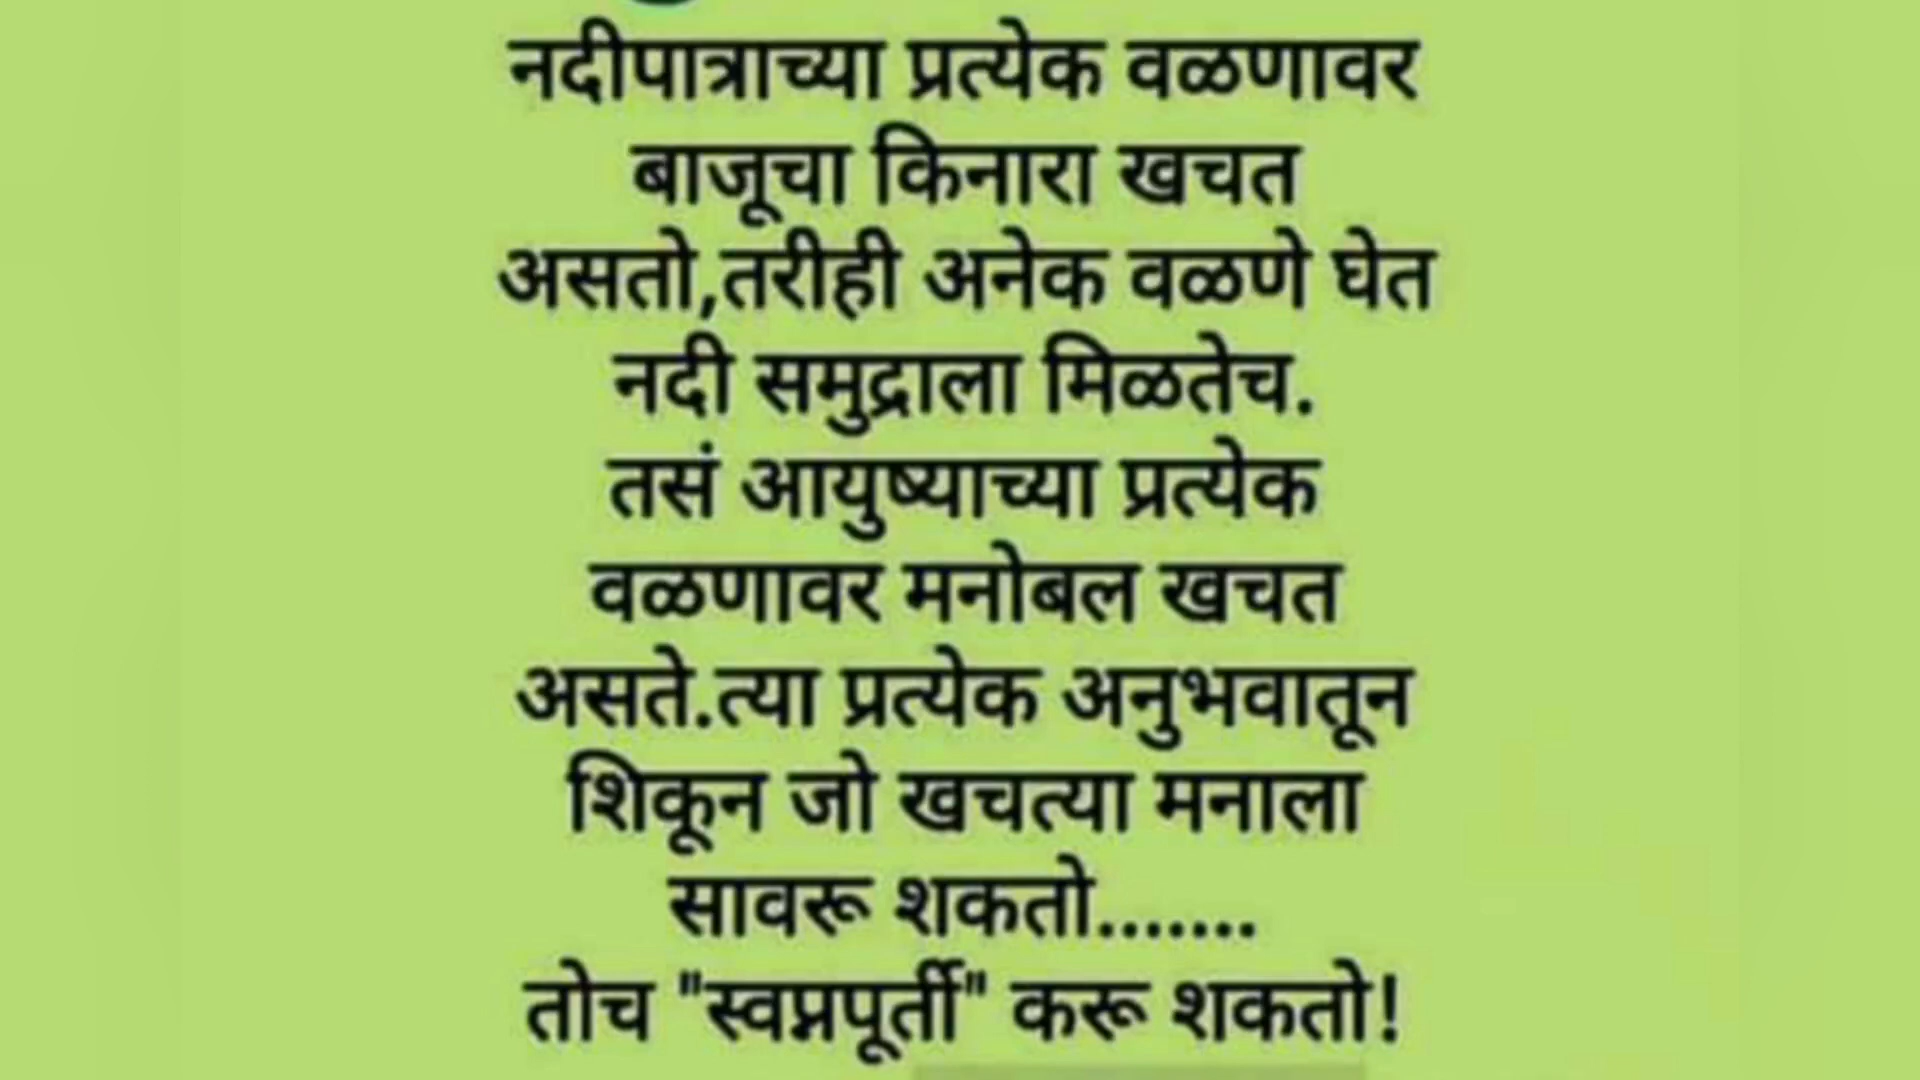 नदीपात्राच्या प्रत्येक वळणावर
बाजूचा किनारा खचत
असतो,तरीही अनेक वळणे घेत
नदी समुद्राला मिळतेच.
तसं आयुष्याच्या प्रत्येक
वळणावर मनोबल खचत
असते.त्या प्रत्येक अनुभवातून
शिकून जो खचत्या मनाला
सावरू शकतो.......
तोच "स्वप्नपूर्ती" करू शकतो!